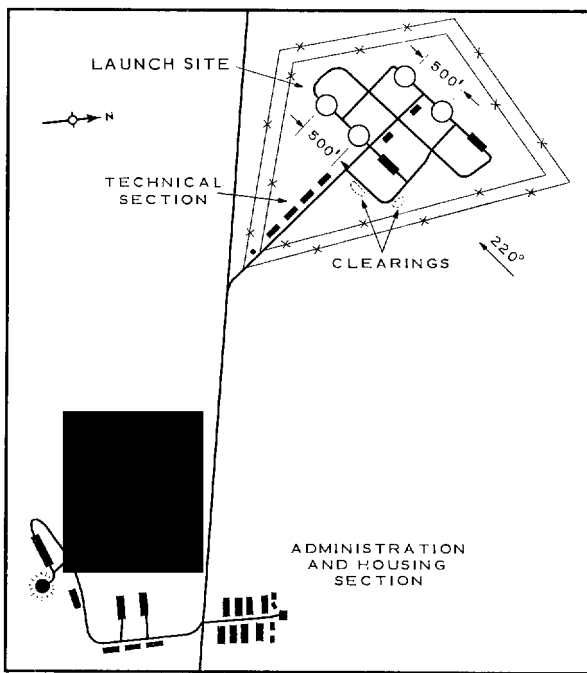 LAUNCH SITE
500'
N
500'
TECHNICAL
SECTION
CLEARINGS
220°
ADMINISTRATION
AND HOUSING
SECTION